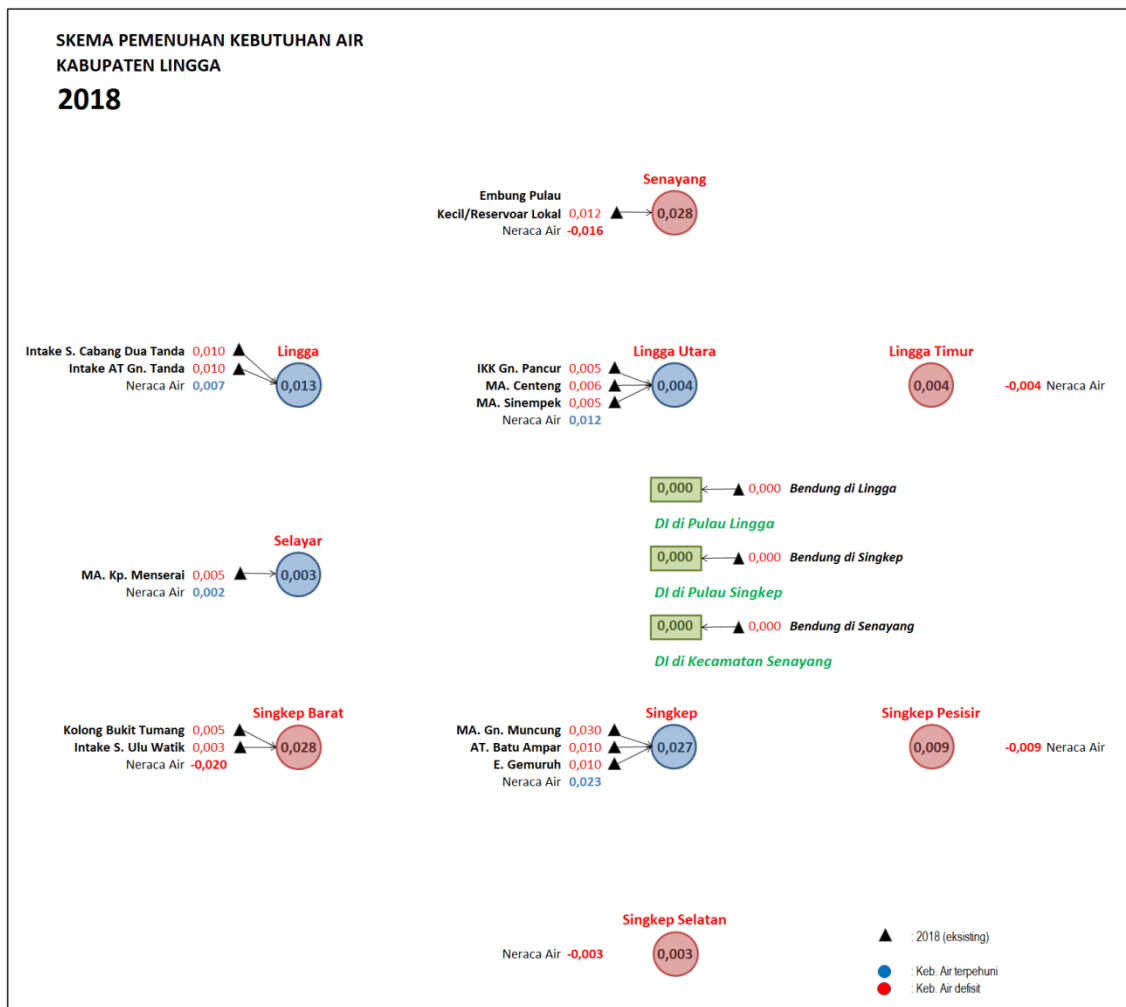 SKEMA PEMENUHAN KEBUTUHAN AIR
KABUPATEN LINGGA
2018
Senayang
Embung Pulau
Kecil/Reservoar Lokal 0,012 0,028
Neraca Air -0,016
Lingga
Intake S. Cabang Dua Tanda 0,010
Intake AT Gn. Tanda 0,010
Neraca Air 0,007
0,013
Lingga Utara
IKK Gn. Pancur 0,005
MA. Centeng 0,006 0,004
MA. Sinempek 0,005
Neraca Air 0,012
Lingga Timur
0,004 -0,004 Neraca Air
0,000 0,000 Bendung di Lingga
DI di Pulau Lingga
0,000 0,000 Bendung di Singkep
DI di Pulau Singkep
0,000 0,000 Bendung di Senayang
DI di Kecamatan Senayang
Selayar
MA. Kp. Menserai 0,005 0,003
Neraca Air 0,002
Singkep Barat
Kolong Bukit Tumang 0,005
Intake S. Ulu Watik 0,003 0,028
Neraca Air -0,020
Singkep
MA. Gn. Muncung 0,030
AT. Batu Ampar 0,010 0,027
E. Gemuruh 0,010
Neraca Air 0,023
Singkep Pesisir
0,009 -0,009 Neraca Air
Singkep Selatan
Neraca Air -0,003 0,003
: 2018 (eksisting)
: Keb. Air terpehuni
: Keb. Air defisit